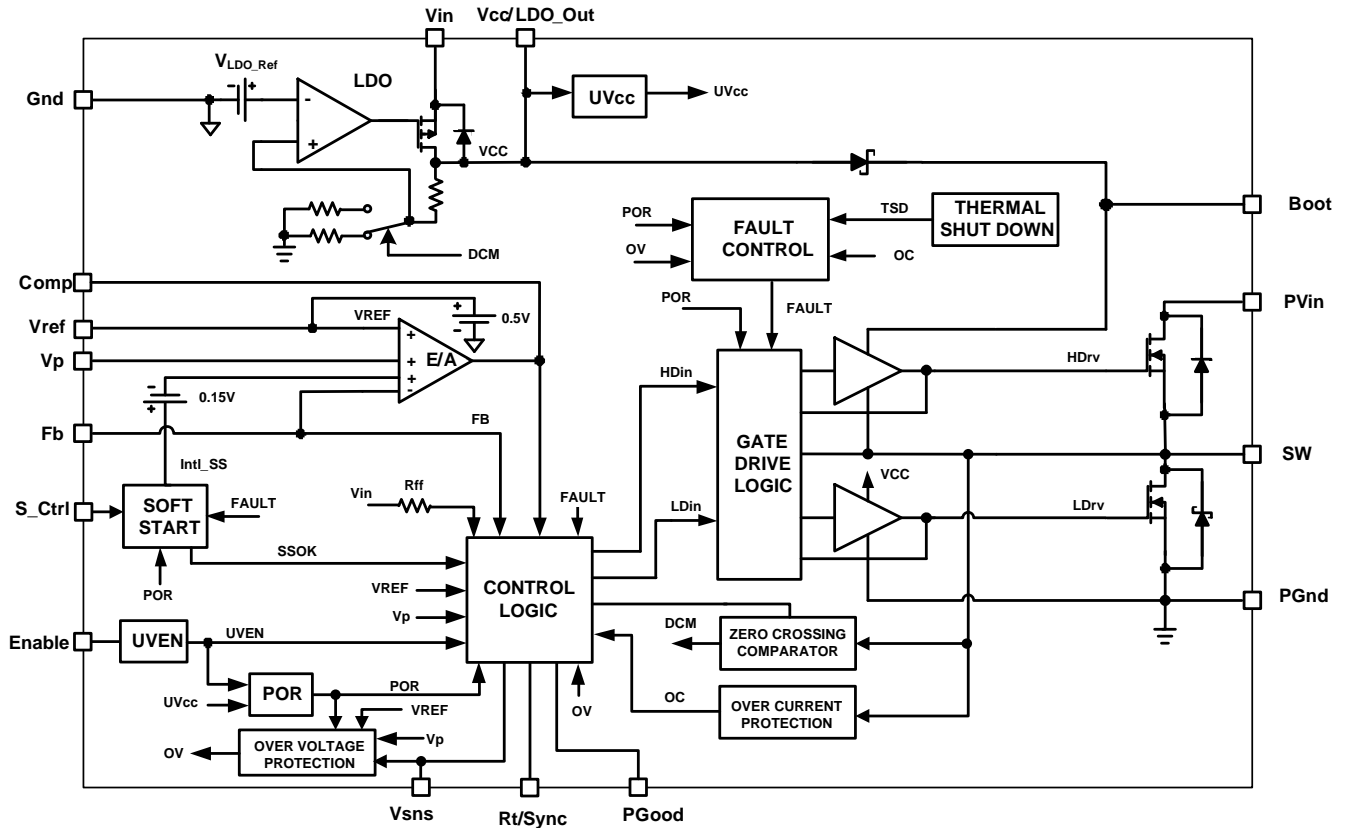 Vin
Vcc/LDO_Out
VLDO_Ref
- +
LDO
-
+
Gnd
UVcc
UVcc
VCC
Boot
POR
OV
FAULT
CONTROL
TSD
THERMAL
SHUT DOWN
OC
DCM
Comp
Vref
VREF
+
-
0.5V
Vp
+
+
+
-
E/A
-
+
0.15V
Fb
FB
Intl_SS
POR
FAULT
PVin
HDrv
HDin
GATE
DRIVE
LOGIC
SW
VCC
LDin
LDrv
PGnd
S_Ctrl
SOFT
START
FAULT
POR
SSOK
Vin
Rff
FAULT
CONTROL
LOGIC
VREF
Vp
Enable
UVEN
UVEN
UVcc
POR
POR
VREF
Vp
OV
OVER VOLTAGE
PROTECTION
OV
DCM
ZERO CROSSING
COMPARATOR
OC
OVER CURRENT
PROTECTION
Vsns
Rt/Sync
PGood